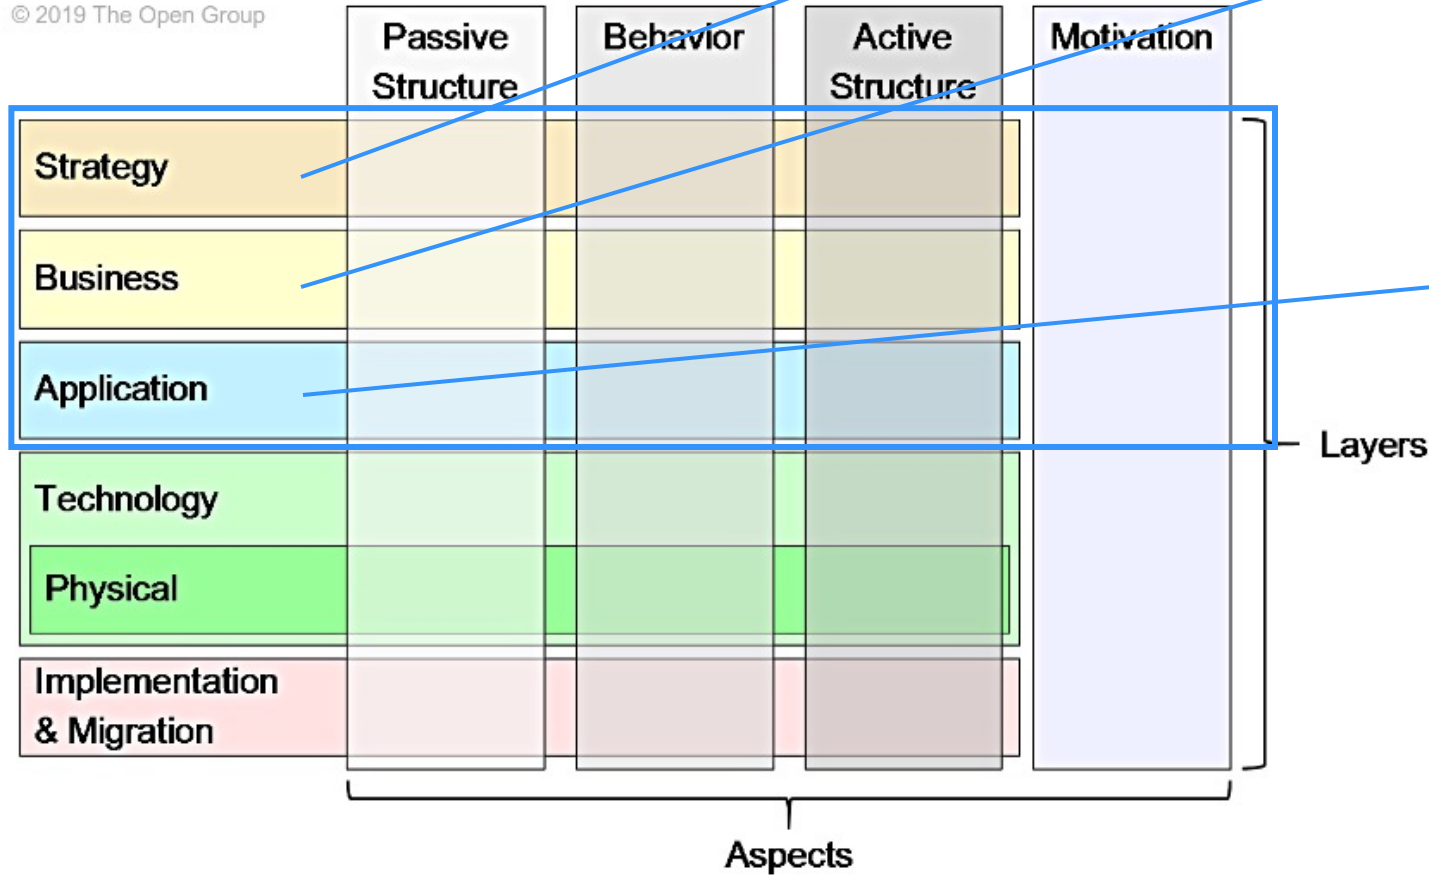 © 2019 The Open Group
Passive
Structure
Behavior
Active
Structure
Motivation
Strategy
Business
Application
Layers
Technology
Physical
Implementation
& Migration
Aspects